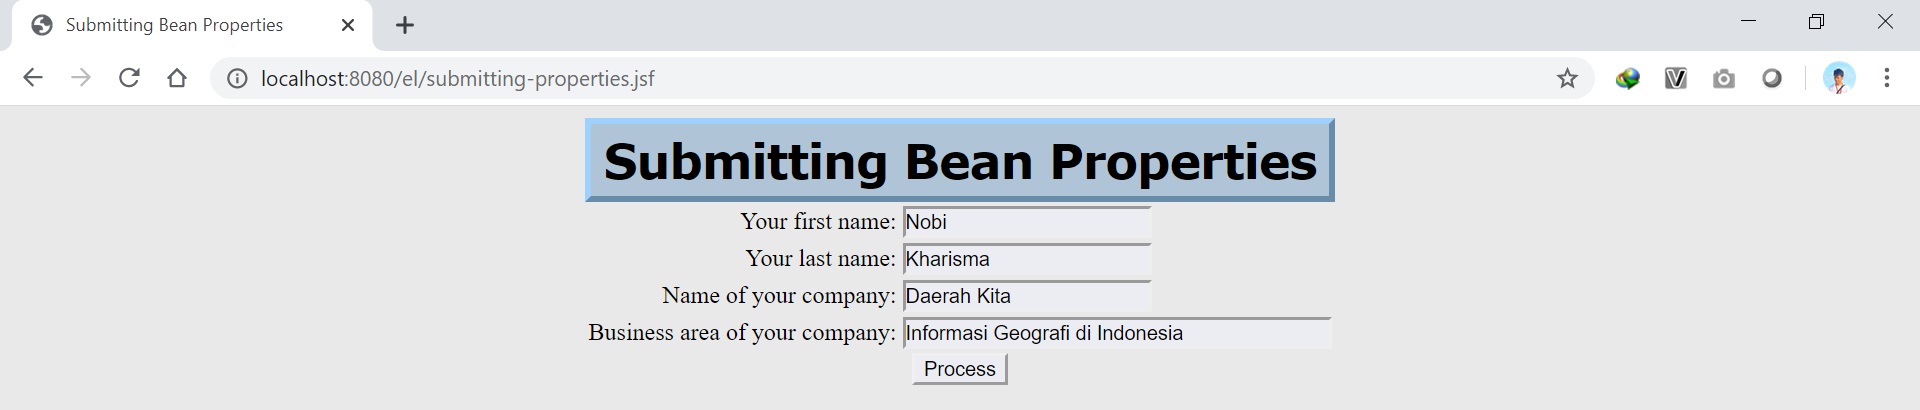 Submitting Bean Properties
localhost:8080/el/submitting-properties.jsf
Submitting Bean Properties
Your first name: Nobi
Your last name: Kharisma
Name of your company: Daerah Kita
Business area of your company: Informasi Geografi di Indonesia
Process